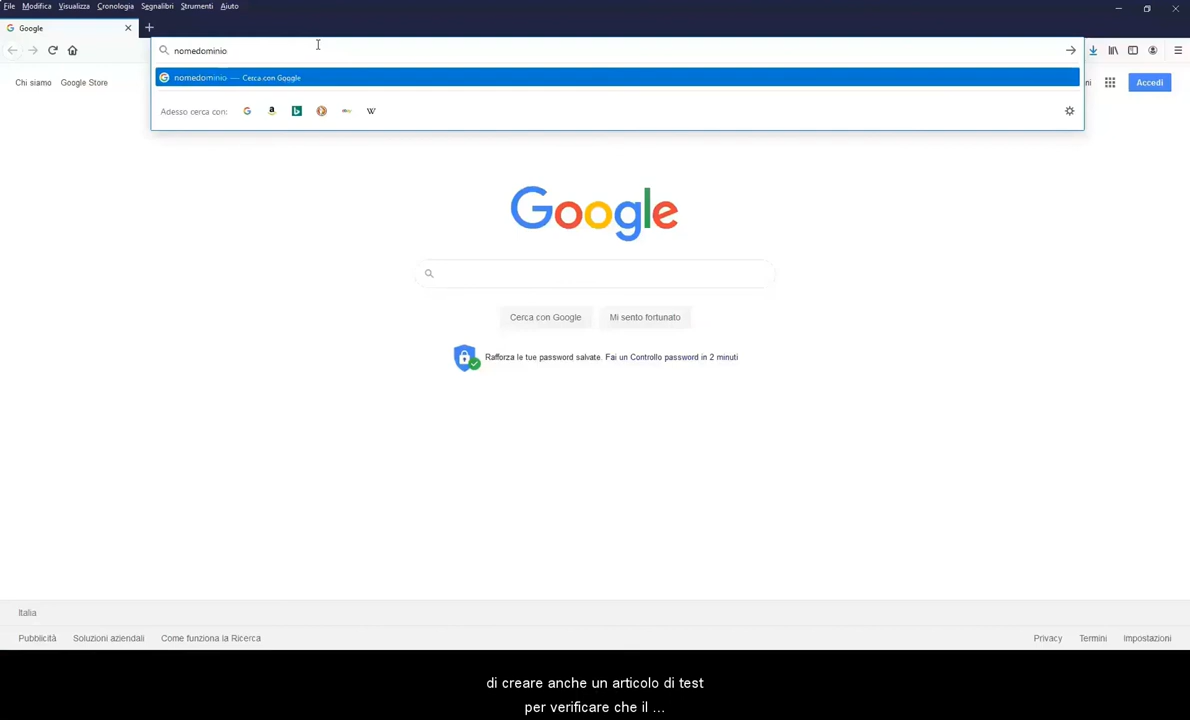 File Modifica Visualizza Cronologia Segnalibri Strumenti Aiuto
Google
nomedominio
nomedominio — Cerca con Google
Chi siamo Google Store
ni Accedi
Adesso cerca con:
Google
Cerca con Google Mi sento fortunato
Rafforza le tue password salvate. Fai un Controllo password in 2 minuti
Italia
Pubblicità Soluzioni aziendali Come funziona la Ricerca Privacy Termini Impostazioni
di creare anche un articolo di test
per verificare che il ...